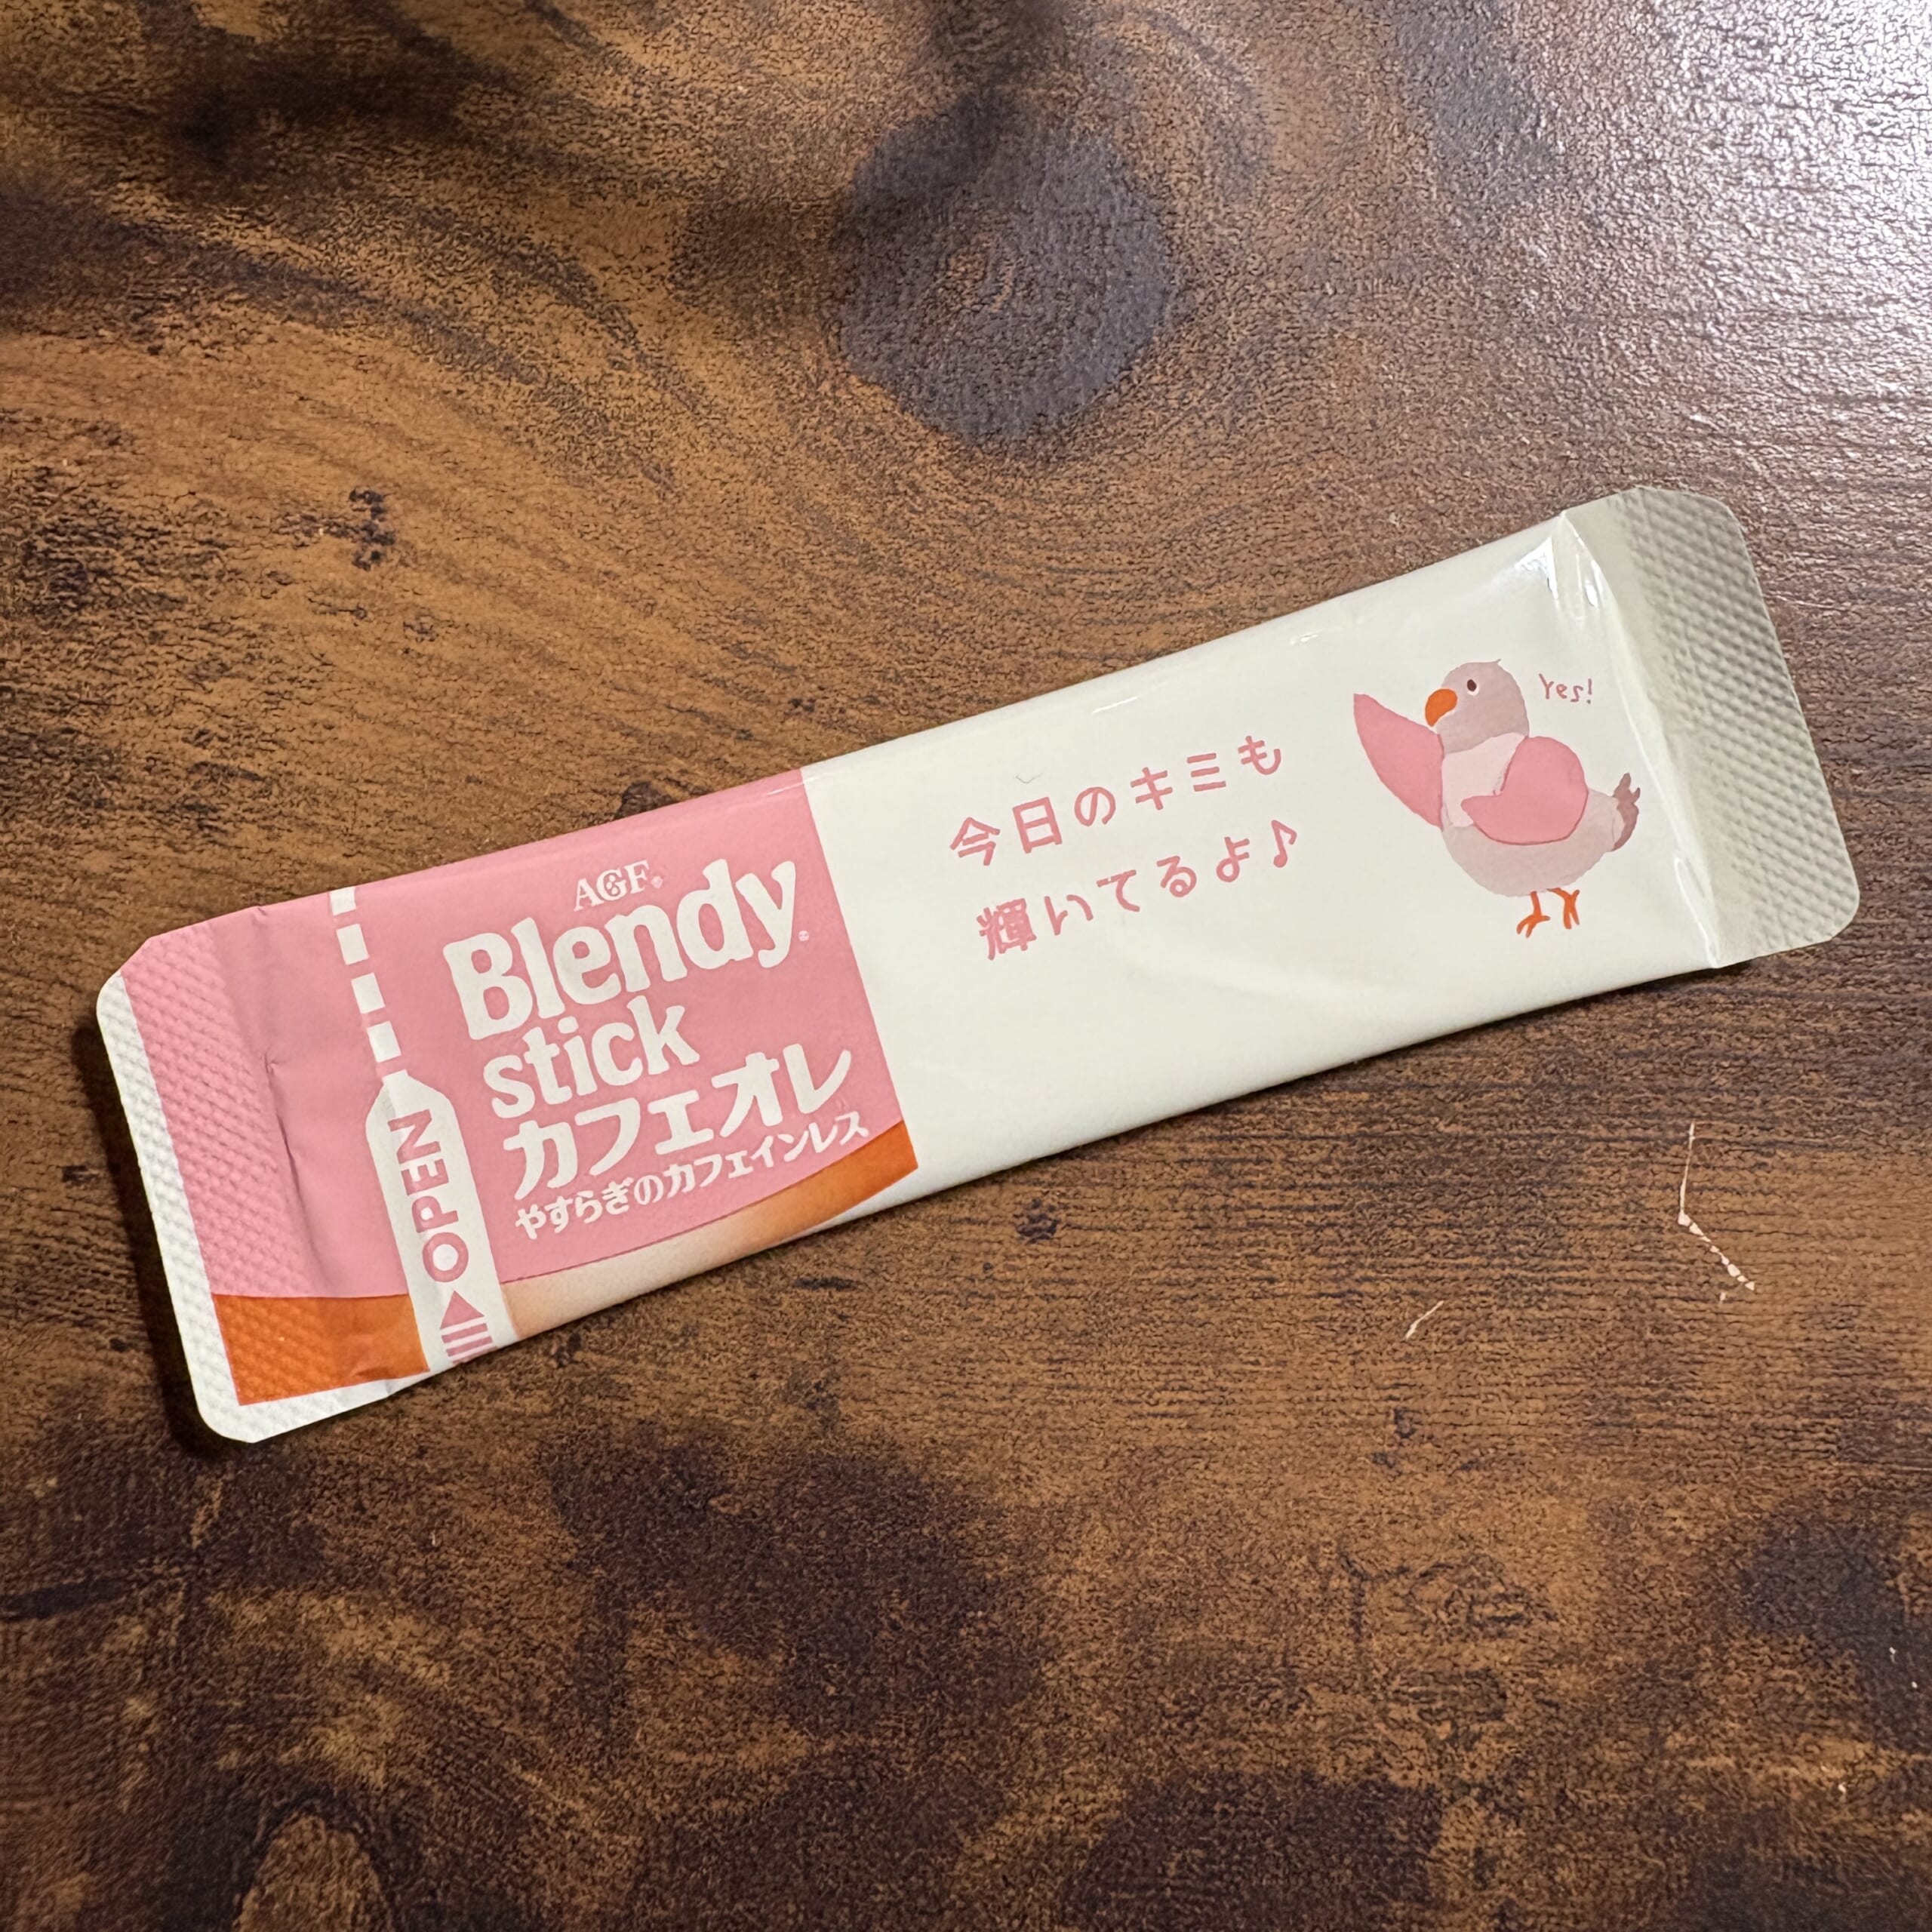 AGF®
Blendy®
stick
カフェオレ
やすらぎのカフェインレス
OPEN
今日のキミも
輝いてるよ♪
Yes!